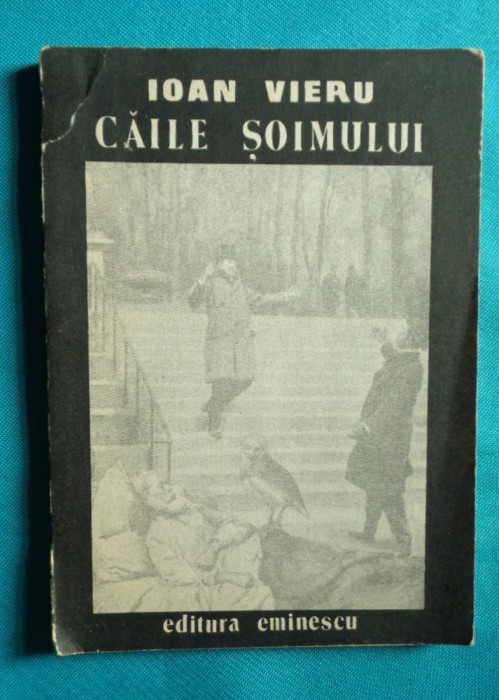 IOAN VIERU
CĂILE ȘOIMULUI
editura eminescu